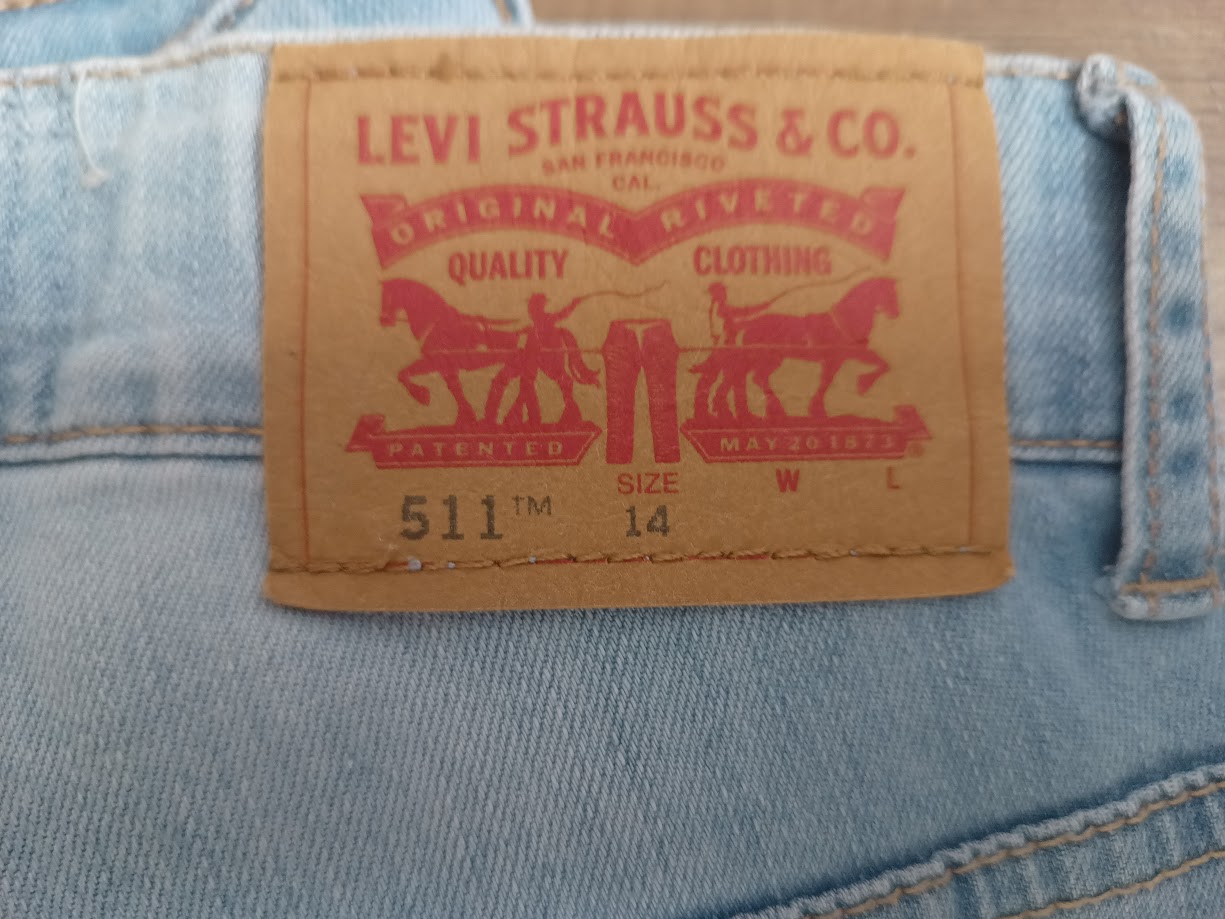 LEVI STRAUSS & CO.
SAN FRANCISCO
CAL.
ORIGINAL RIVETED
QUALITY CLOTHING
PATENTED MAY 20 1873 ®
SIZE W L
511™ 14